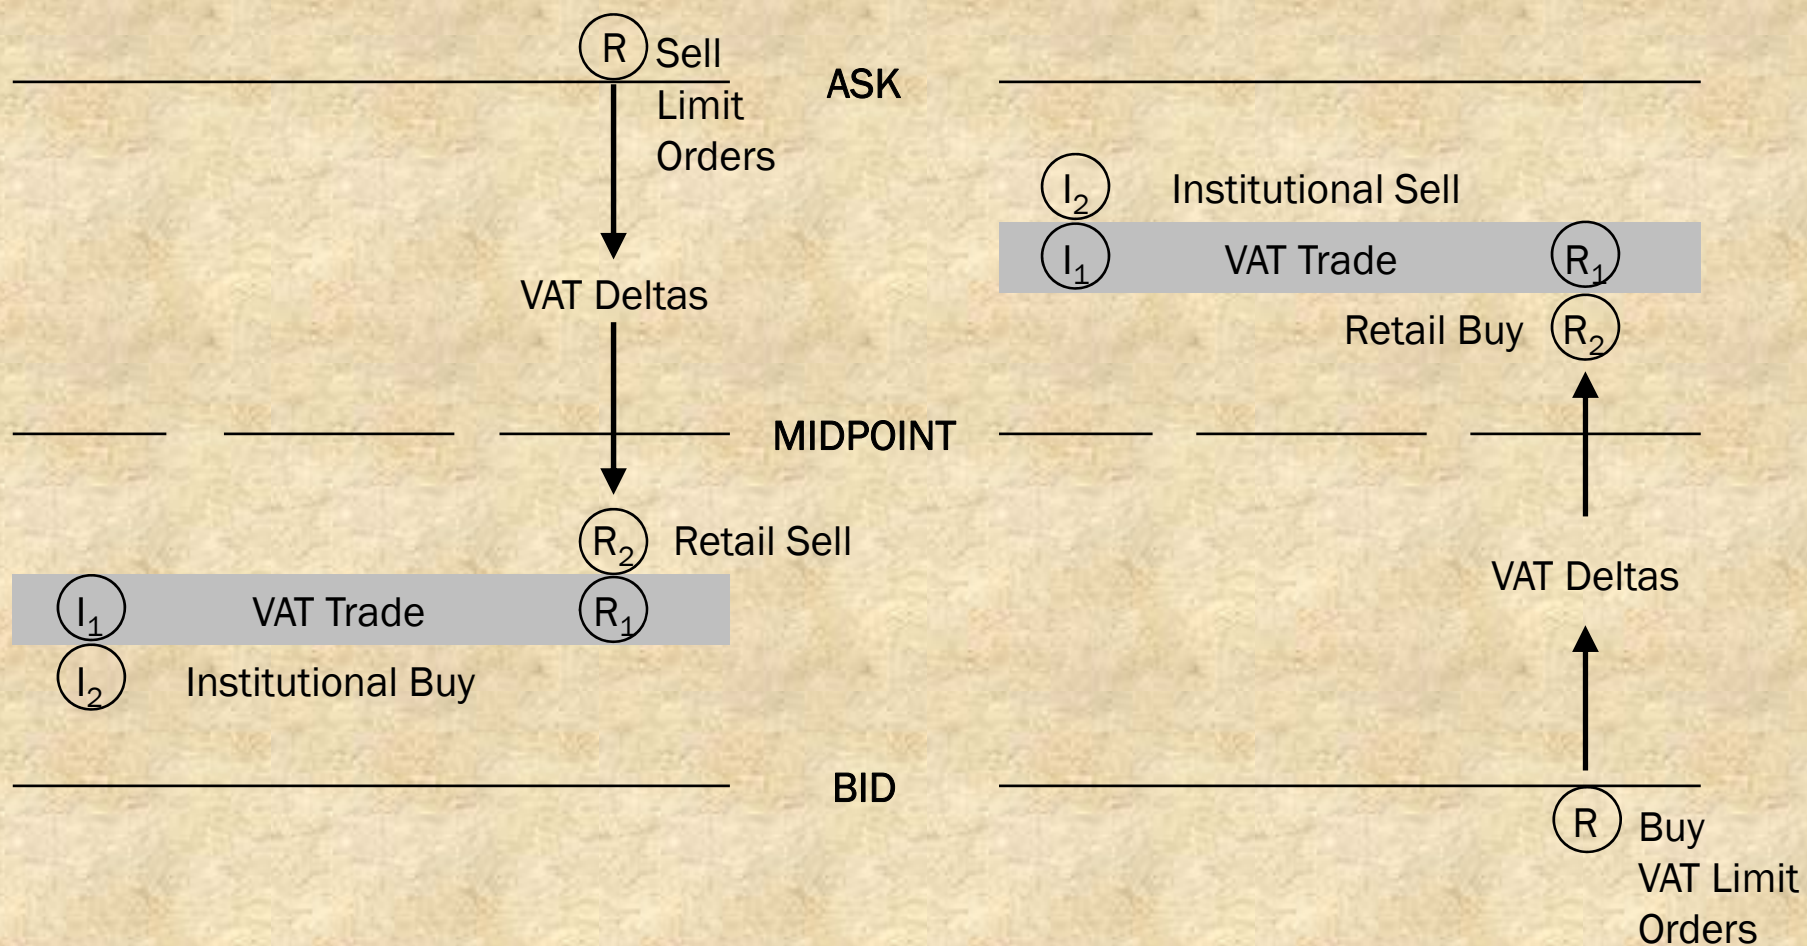 R Sell
Limit
Orders
VAT Deltas
R₂ Retail Sell
I₁ VAT Trade R₁
I₂ Institutional Buy
ASK
MIDPOINT
BID
I₂ Institutional Sell
I₁ VAT Trade R₁
Retail Buy R₂
VAT Deltas
R Buy
VAT Limit
Orders